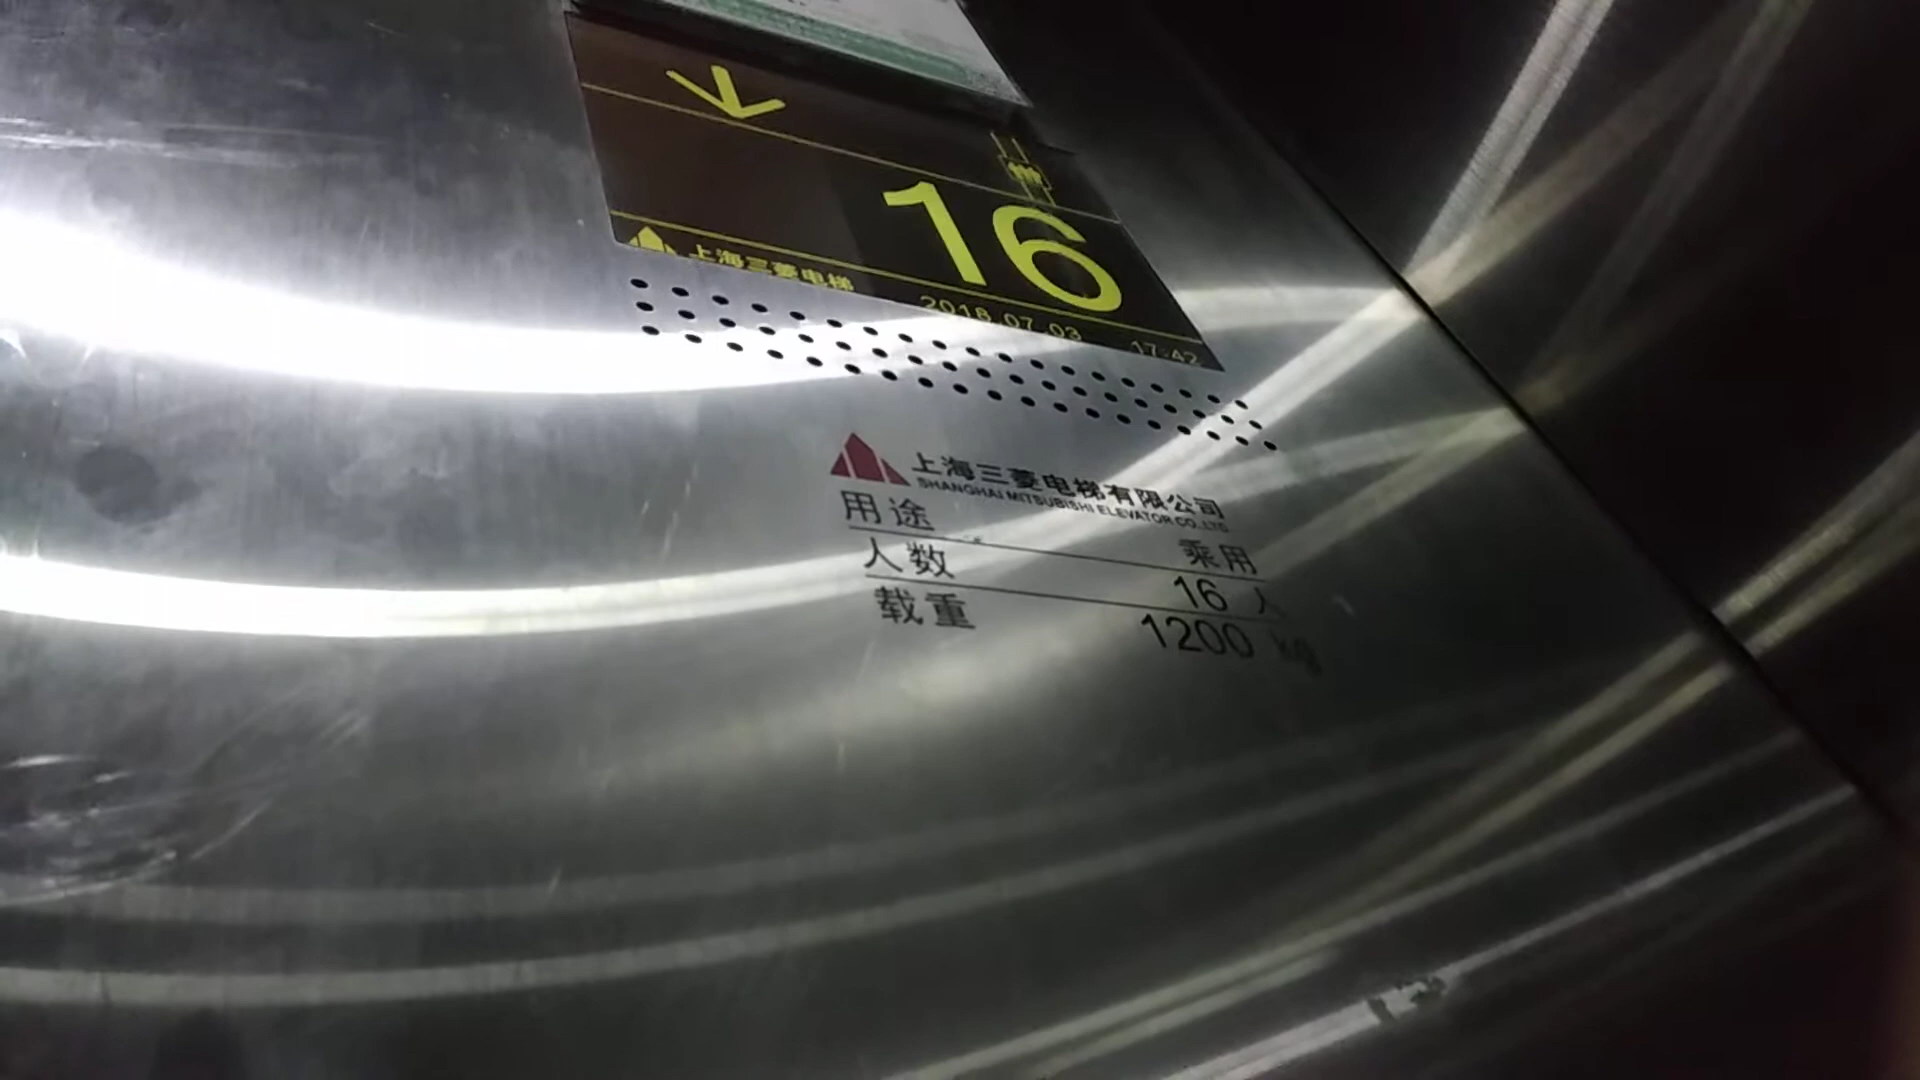 16
上海三菱电梯
2018.07.03
17:42
上海三菱电梯有限公司
SHANGHAI MITSUBISHI ELEVATOR CO.,LTD
用途 乘用
人数 16 人
载重 1200 kg